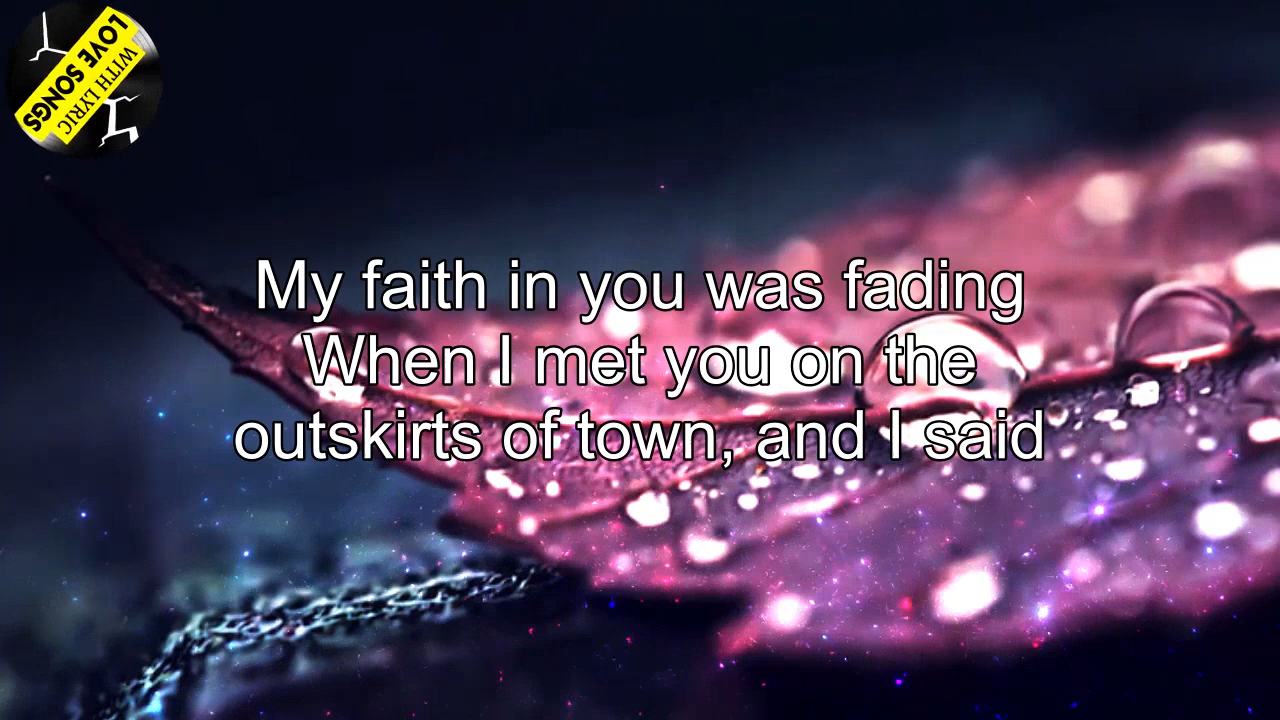 LOVE SONGS
WITH LYRIC
My faith in you was fading
When I met you on the
outskirts of town, and I said